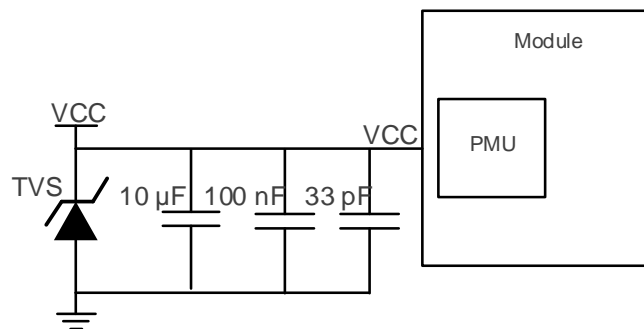 Module
VCC
VCC
PMU
TVS
10 µF
100 nF
33 pF